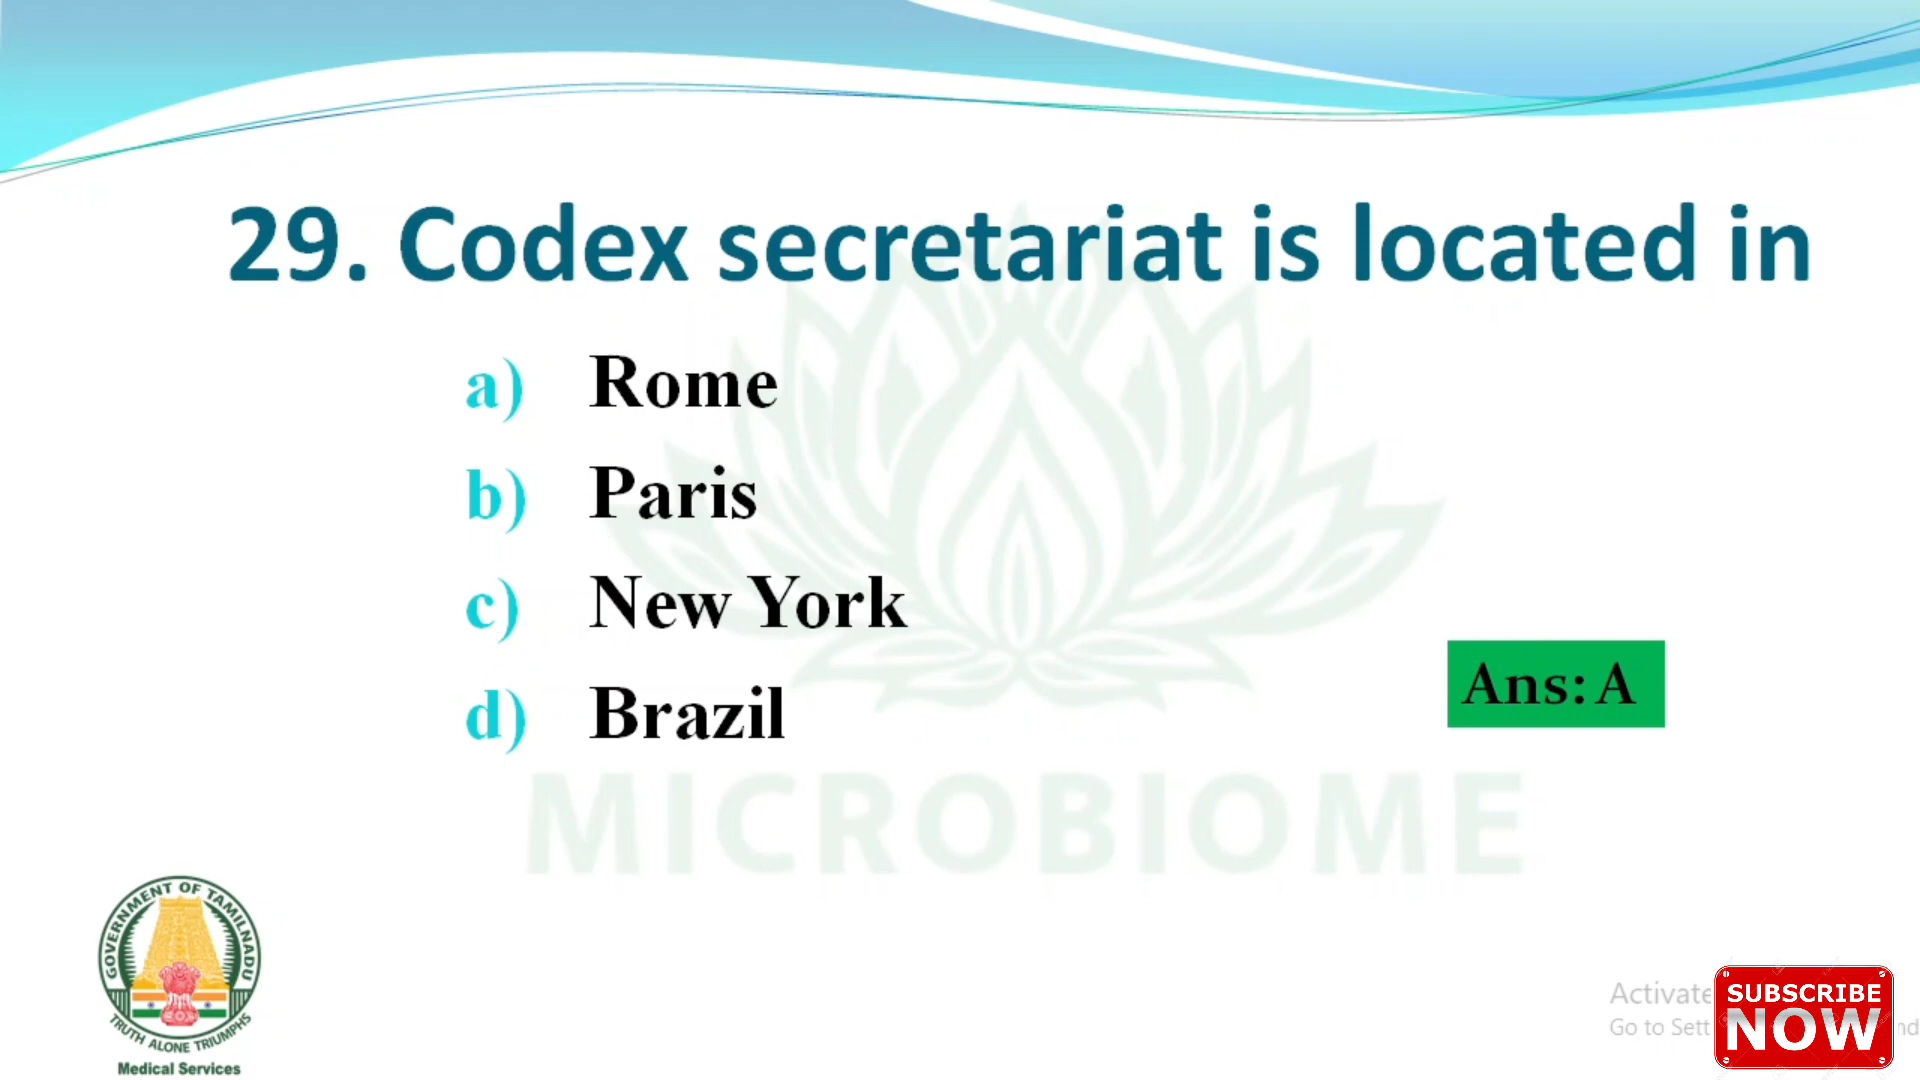 29. Codex secretariat is located in
a) Rome
b) Paris
c) New York
d) Brazil
Ans: A
MICROBIOME
GOVERNMENT OF TAMILNADU
TRUTH ALONE TRIUMPHS
Medical Services
Activate
Go to Sett
SUBSCRIBE
NOW